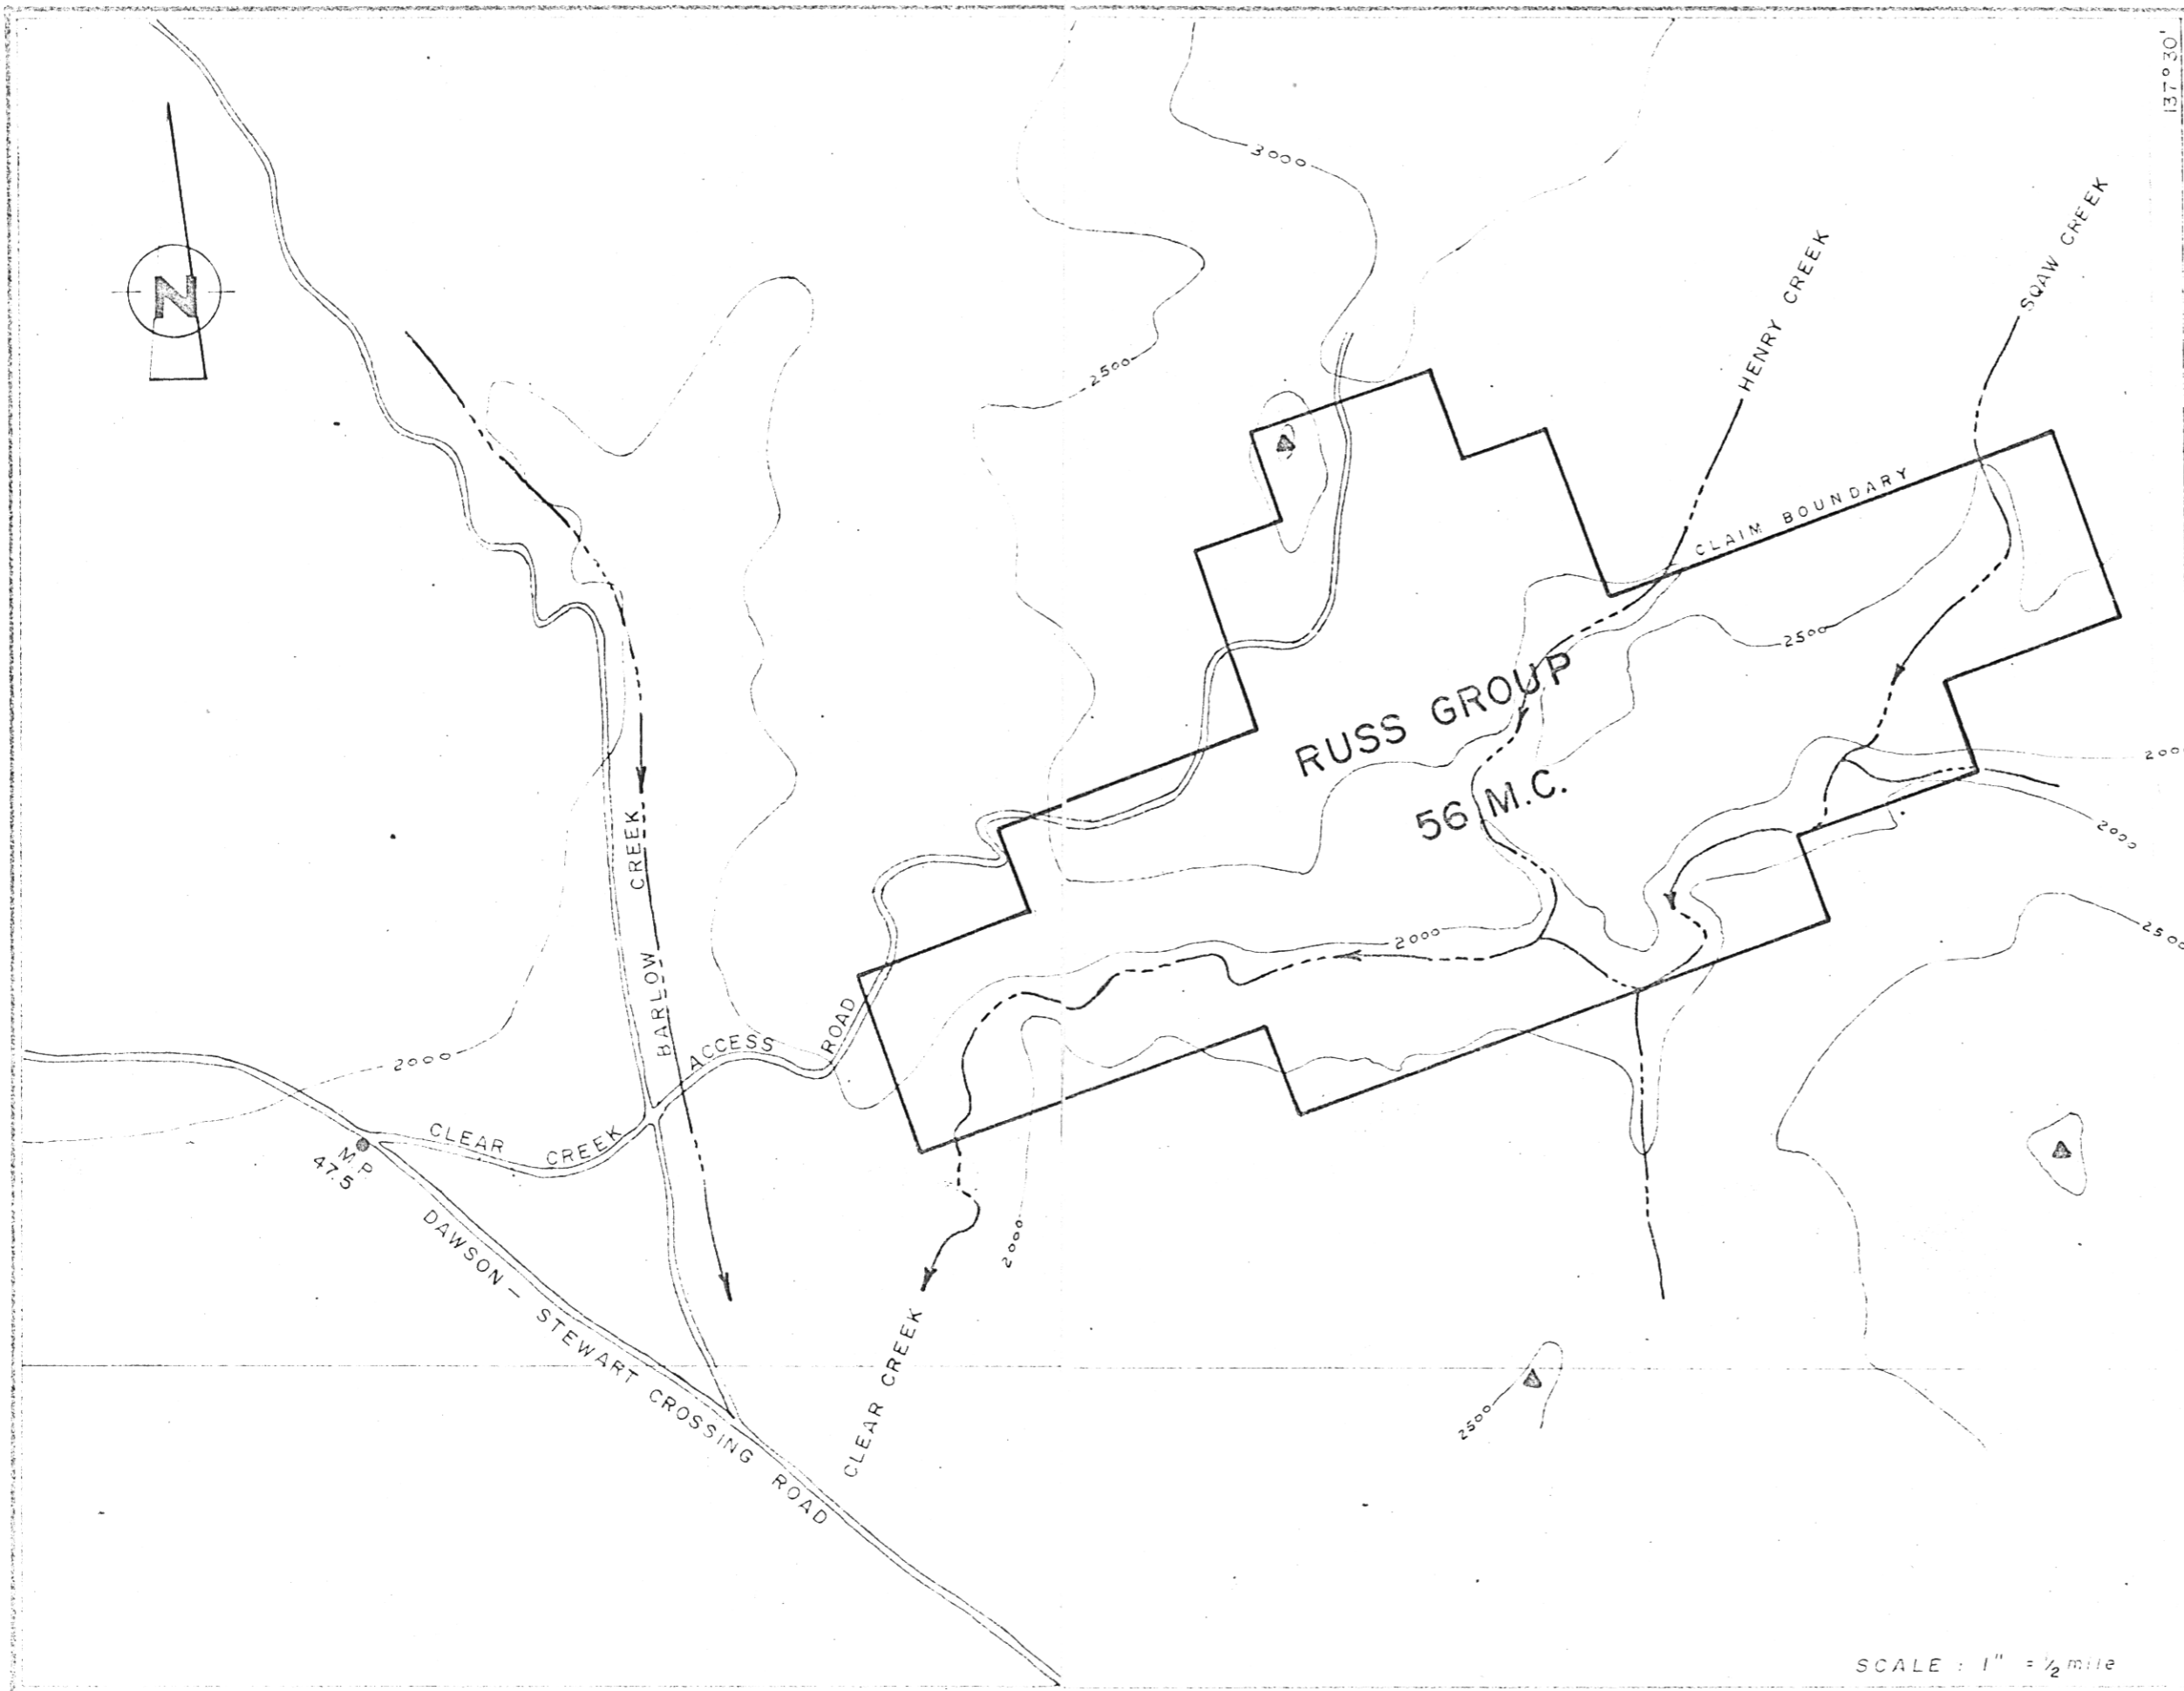 137°30'
N
3000
SQAW CREEK
HENRY CREEK
2500
CLAIM BOUNDARY
2500
RUSS GROUP
56 M.C.
2000
2000
2500
BARLOW CREEK
2000
2000
ACCESS ROAD
CLEAR CREEK
M.P.
47.5
DAWSON — STEWART CROSSING ROAD
2000
CLEAR CREEK
2500
SCALE : 1" = ½ mile